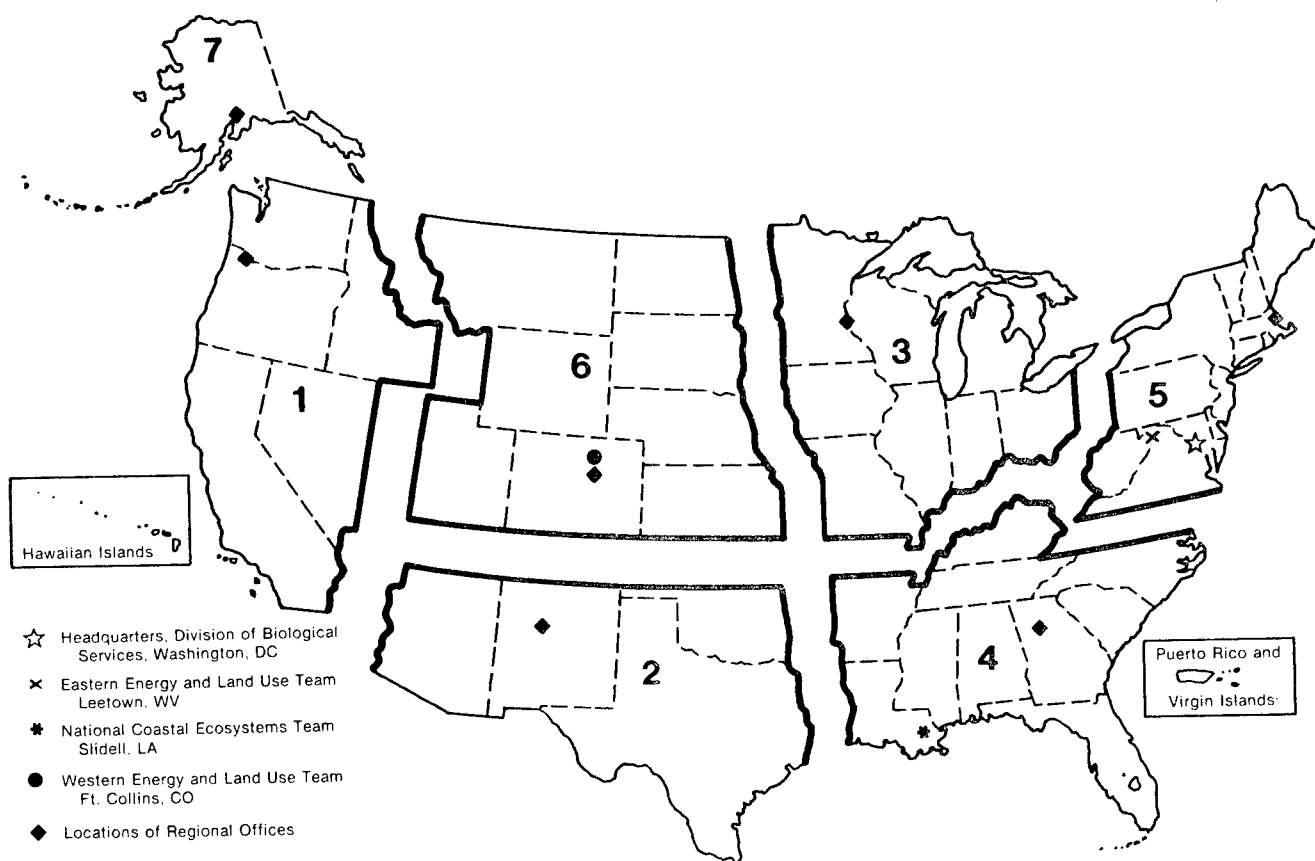 7
3
6
5
1
Hawaiian Islands
Headquarters, Division of Biological
Services, Washington, DC
Eastern Energy and Land Use Team
Leetown, WV
National Coastal Ecosystems Team
Slidell, LA
Western Energy and Land Use Team
Ft. Collins, CO
Locations of Regional Offices
2
4
Puerto Rico and
Virgin Islands